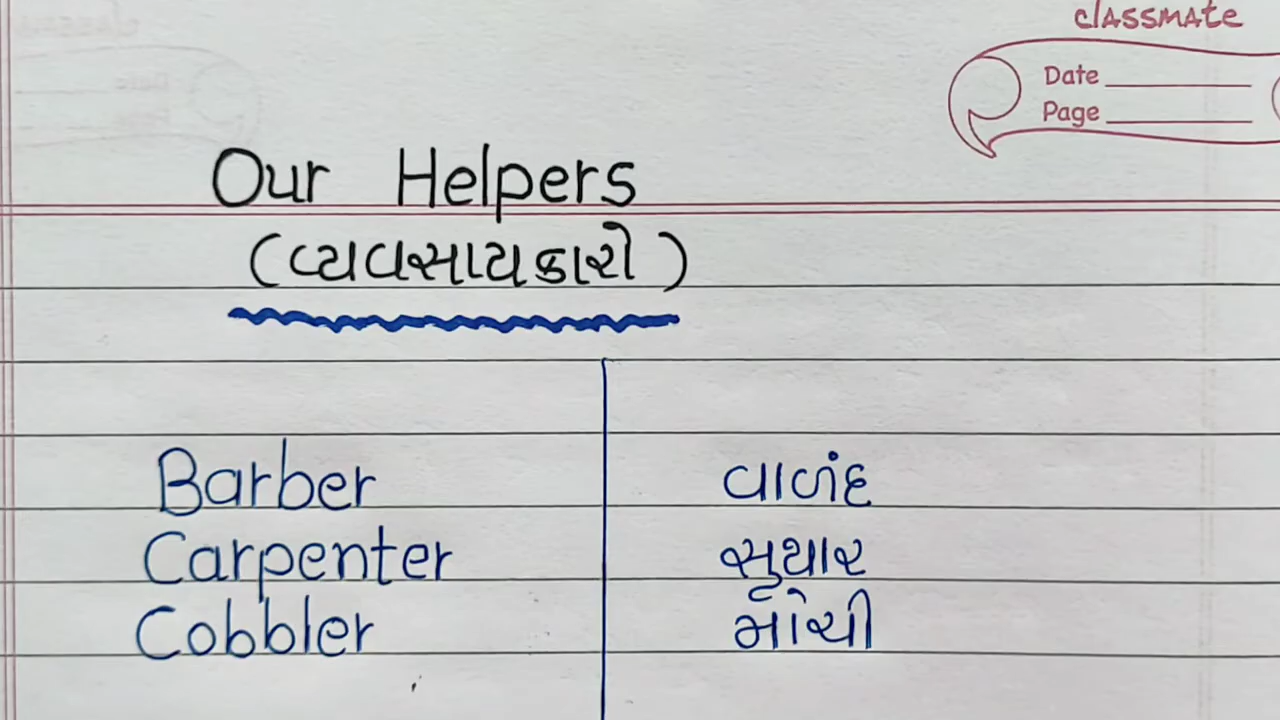 classmate
Date
Page
Our Helpers
(વ્યવસાયકારો)
Barber વાળંદ
Carpenter સુથાર
Cobbler મોચી